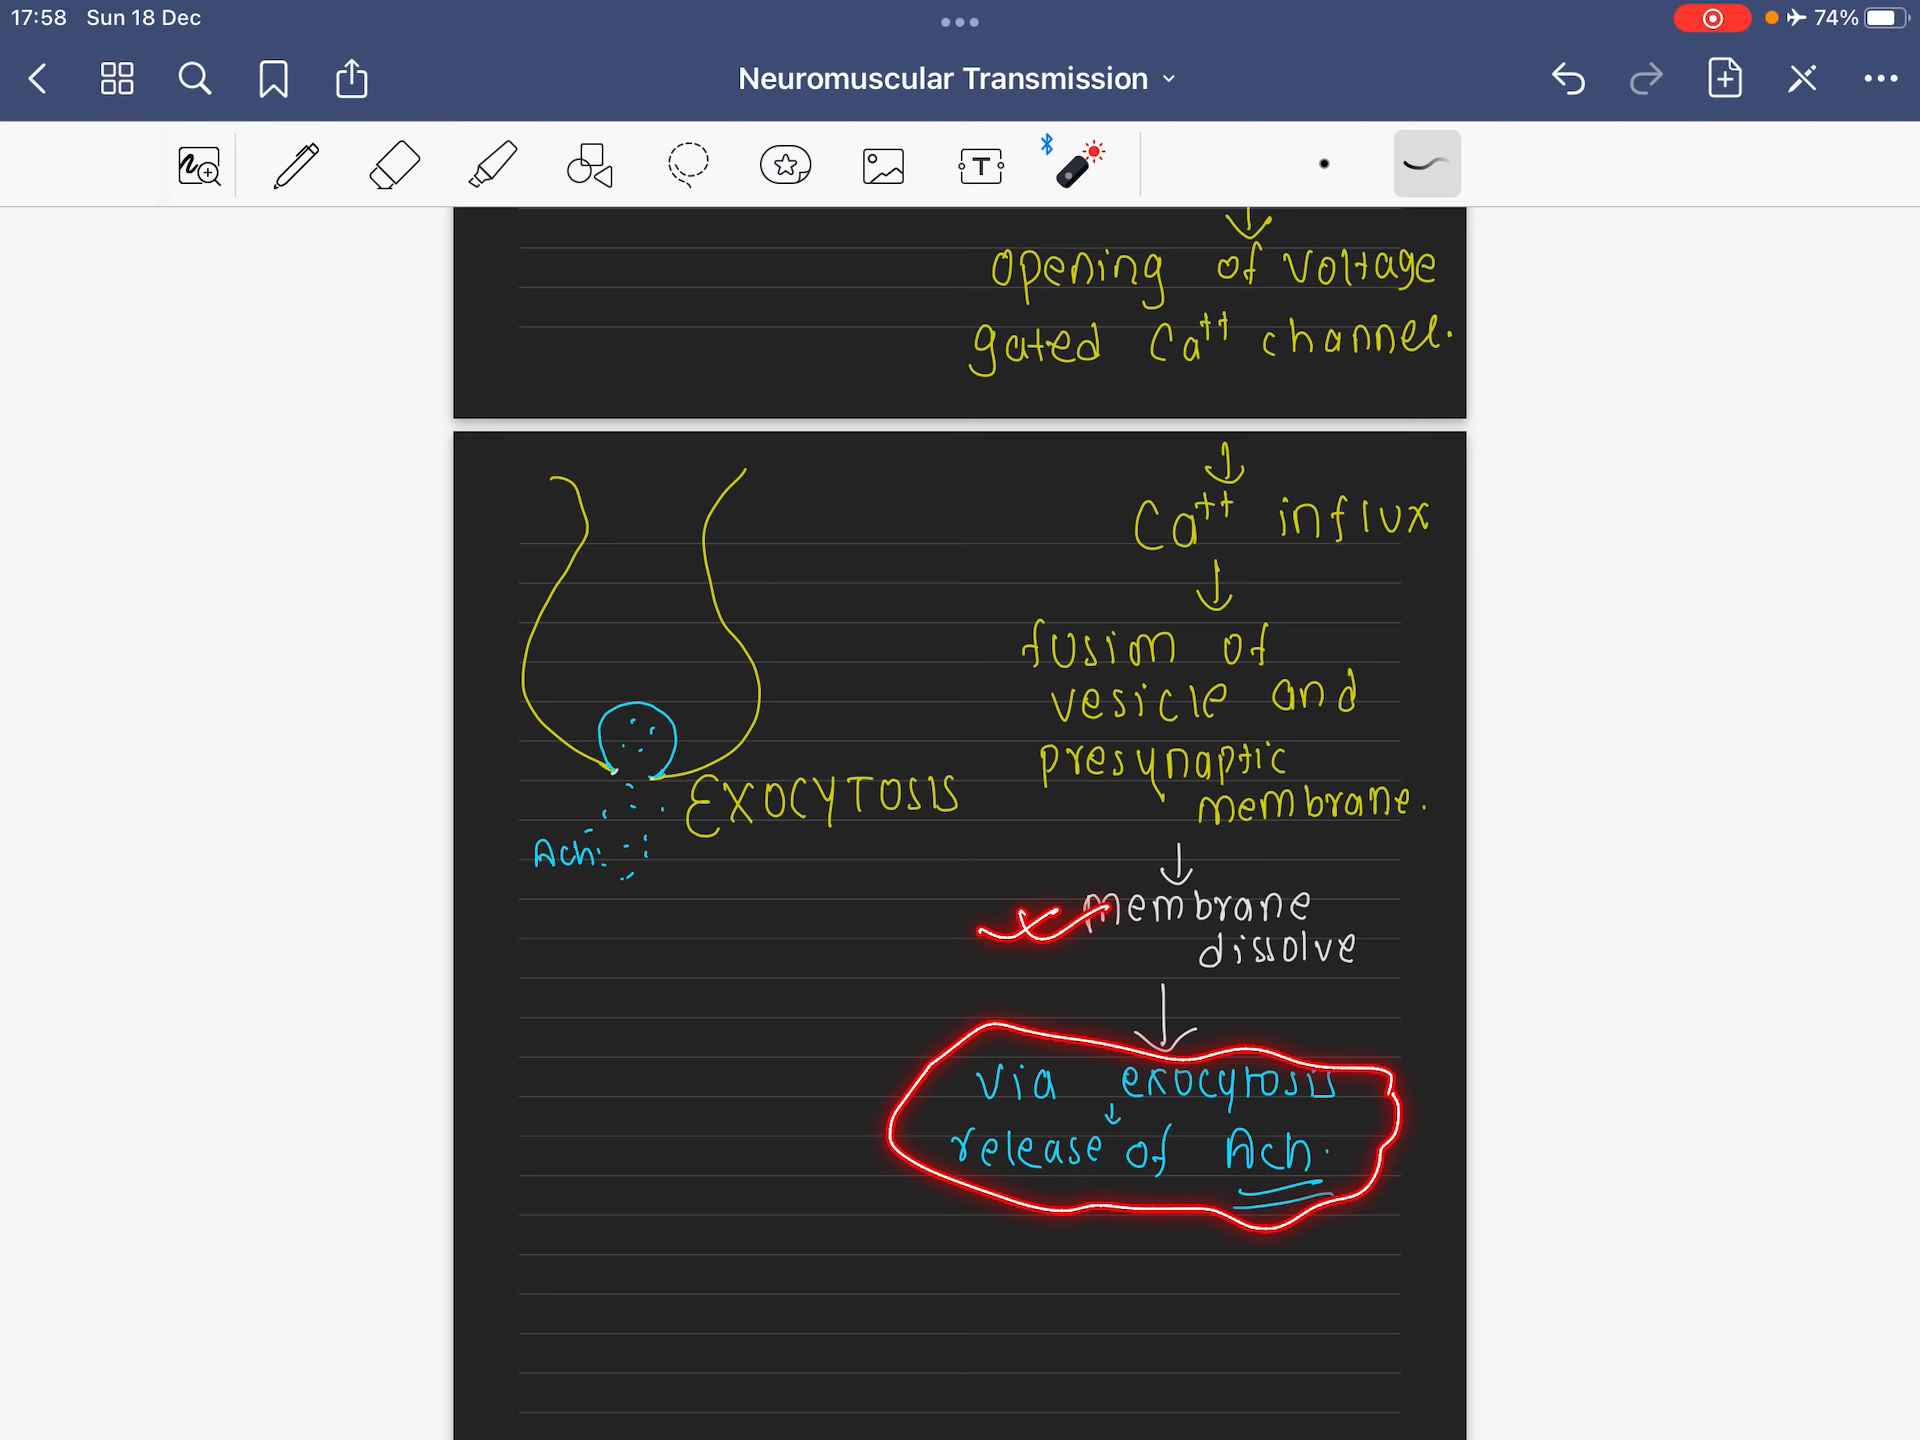 17:58 Sun 18 Dec
74%
Neuromuscular Transmission
T
opening of voltage
gated Ca++ channel.
Ca++ influx
fusion of
vesicle and
presynaptic
membrane.
EXOCYTOSIS
Ach
membrane
dissolve
via exocytosis
release of Ach.